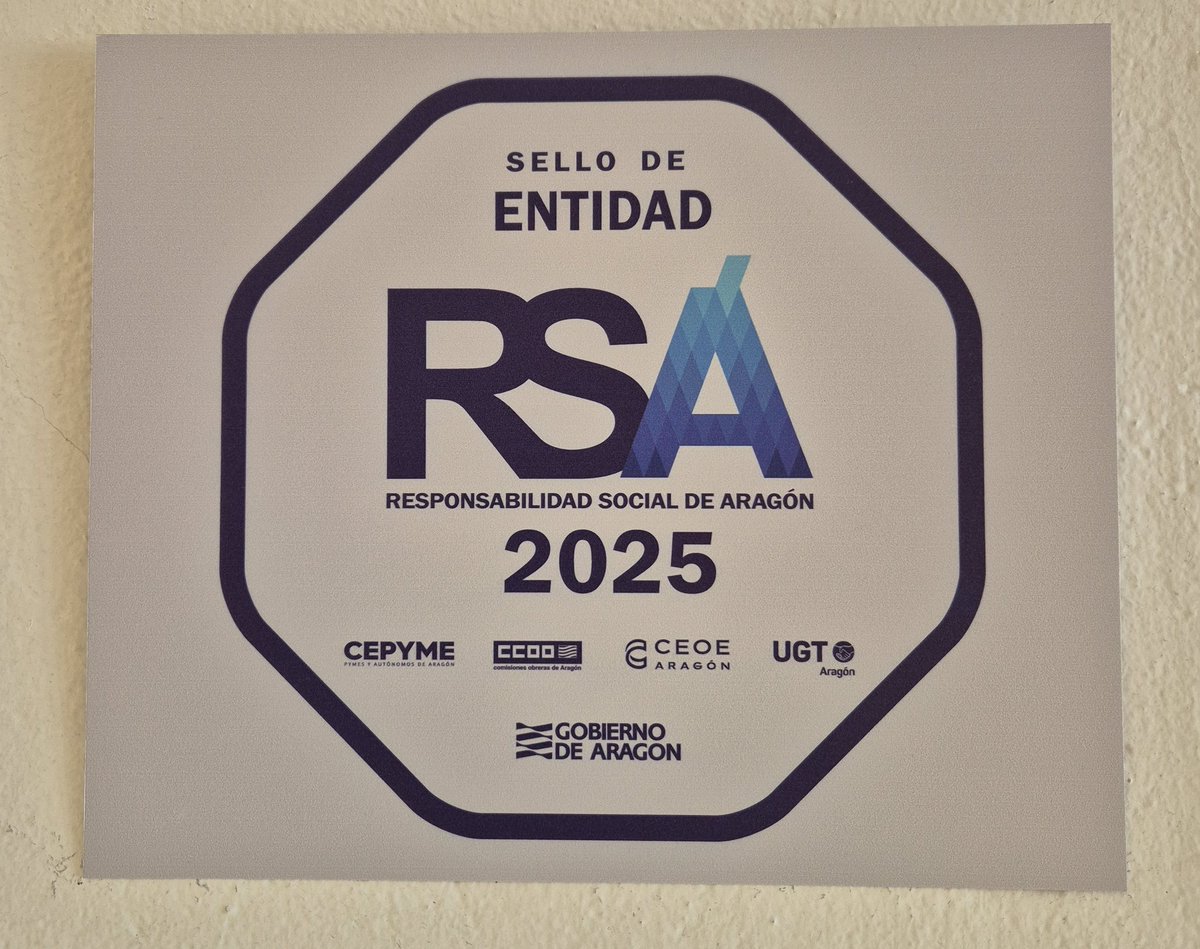 SELLO DE
ENTIDAD
RSÁ
RESPONSABILIDAD SOCIAL DE ARAGÓN
2025
CEPYME
PYMES Y AUTÓNOMOS DE ARAGÓN
CCOO
comisiones obreras de Aragón
CEOE
ARAGÓN
UGT
Aragón
GOBIERNO
DE ARAGON